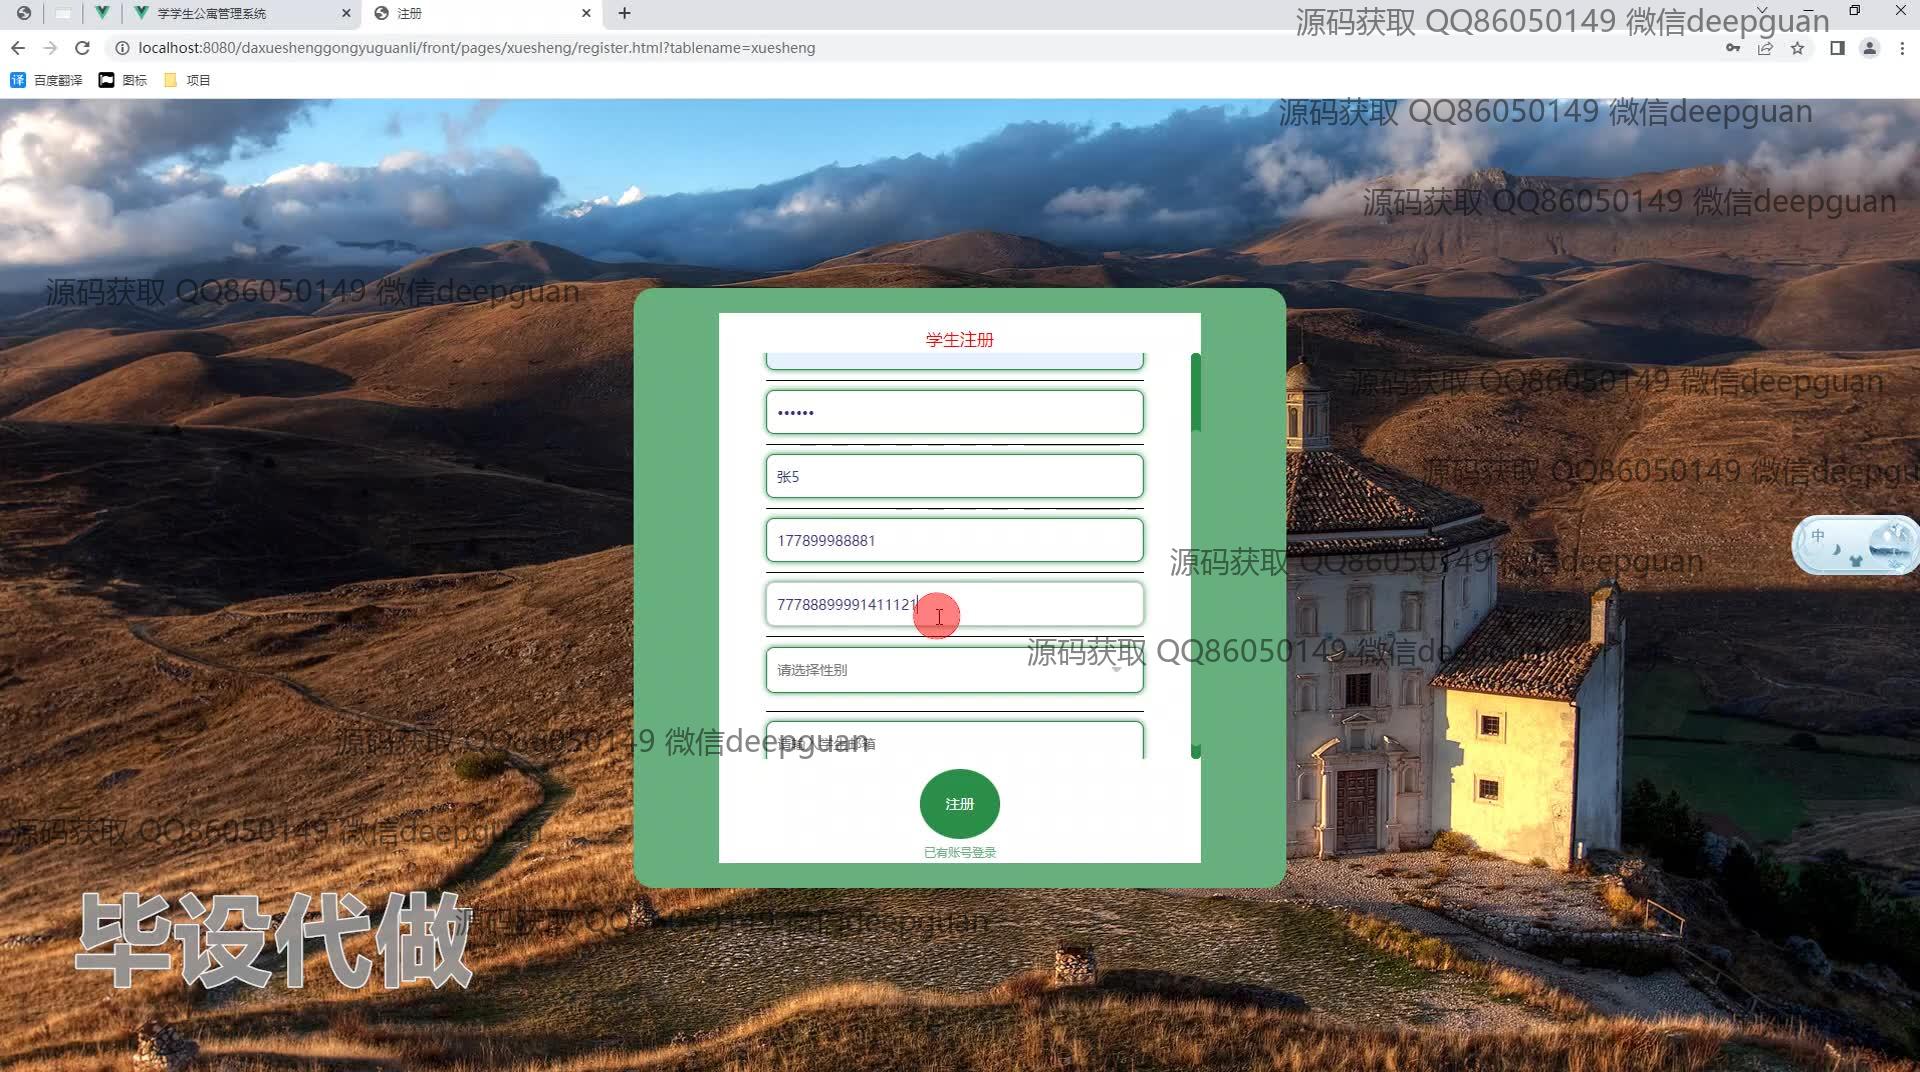 学学生公寓管理系统
注册
源码获取 QQ86050149 微信deepguan
localhost:8080/daxueshenggongyuguanli/front/pages/xuesheng/register.html?tablename=xuesheng
译 百度翻译 图标 项目
源码获取 QQ86050149 微信deepguan
源码获取 QQ86050149 微信deepguan
源码获取 QQ86050149 微信deepguan
学生注册
源码获取 QQ86050149 微信deepguan
••••••
张5
源码获取 QQ86050149 微信deepgu
177899988881
中
源码获取 QQ86050149 微信deepguan
77788899991411121
源码获取 QQ86050149 微信de
请选择性别
源码获取 QQ86050149 微信deepguan
注册
源码获取 QQ86050149 微信deepguan
已有账号登录
源码获取 QQ86050149 微信deepguan
毕设代做